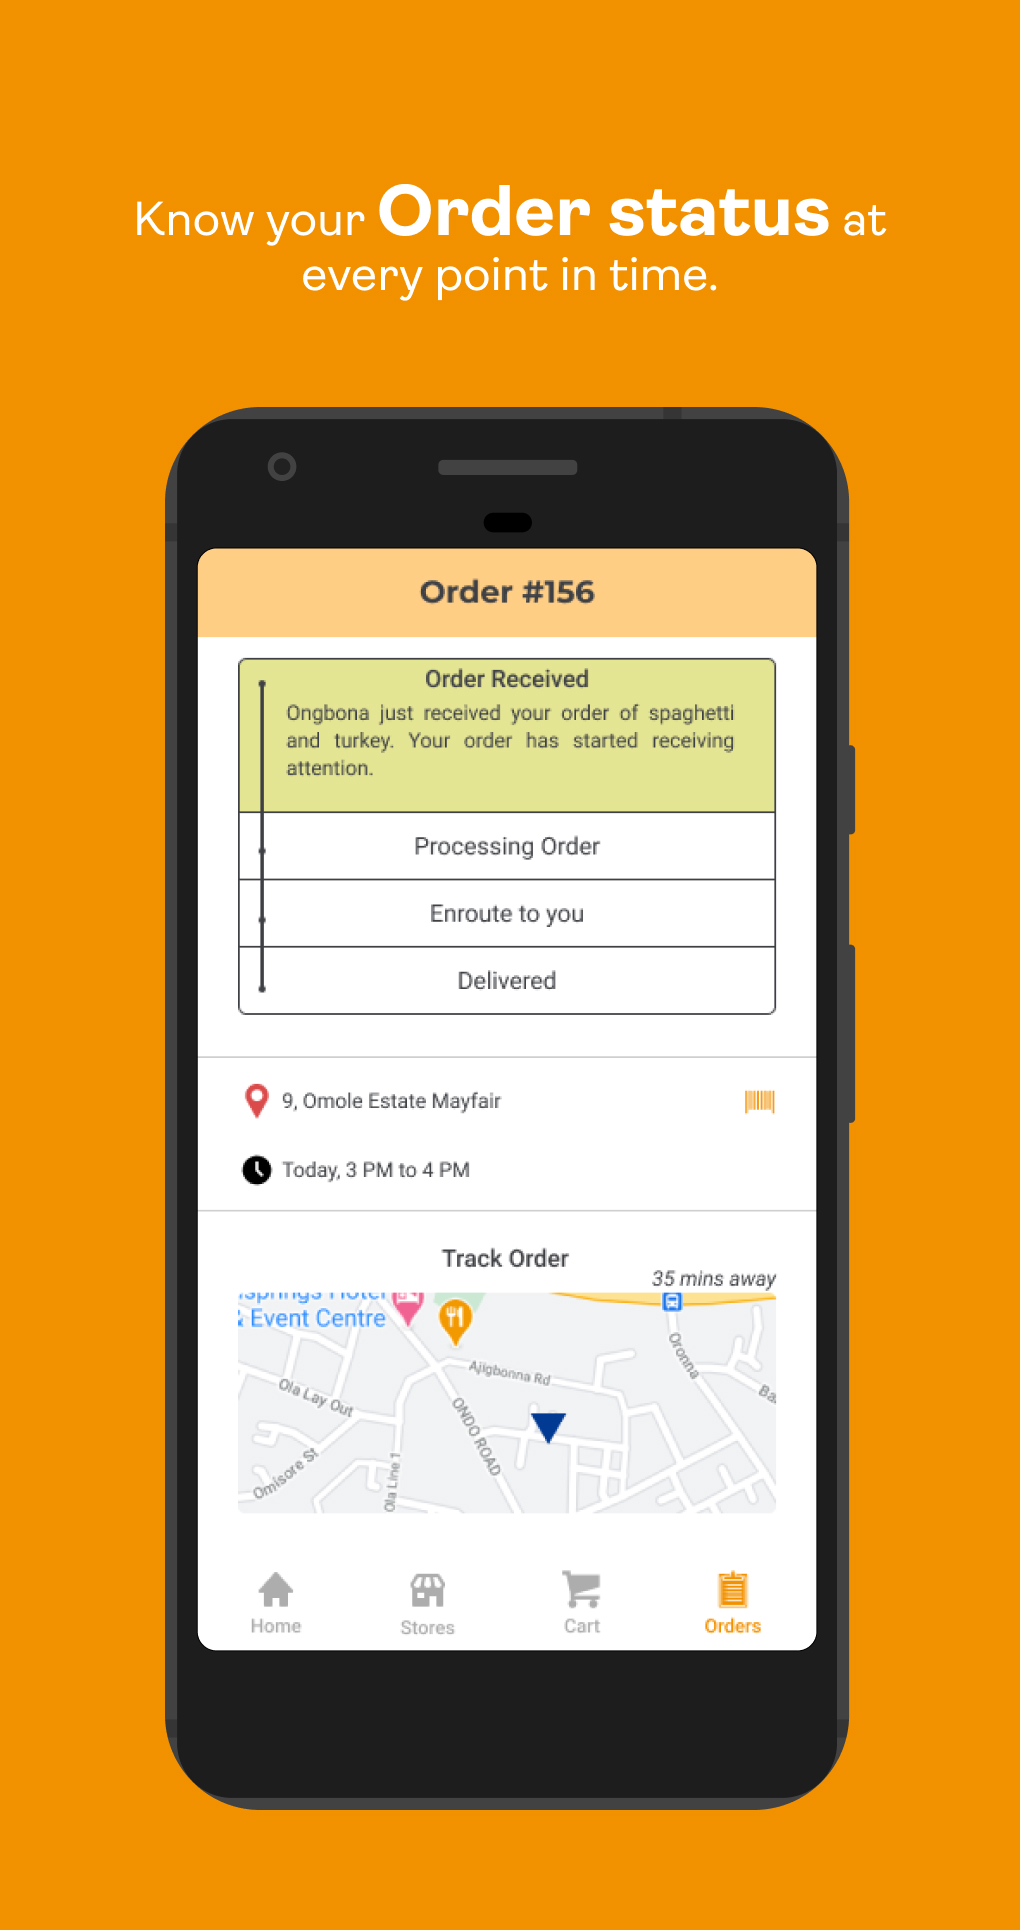 Know your Order status at
every point in time.
Order #156
Order Received
Ongbona just received your order of spaghetti
and turkey. Your order has started receiving
attention.
Processing Order
Enroute to you
Delivered
9, Omole Estate Mayfair
Today, 3 PM to 4 PM
Track Order
35 mins away
springs Hotel
& Event Centre
Ajigbonna Rd
Oronna
Ola Lay Out
ONDO ROAD
Omisore St
Ola Line 1
Home
Stores
Cart
Orders